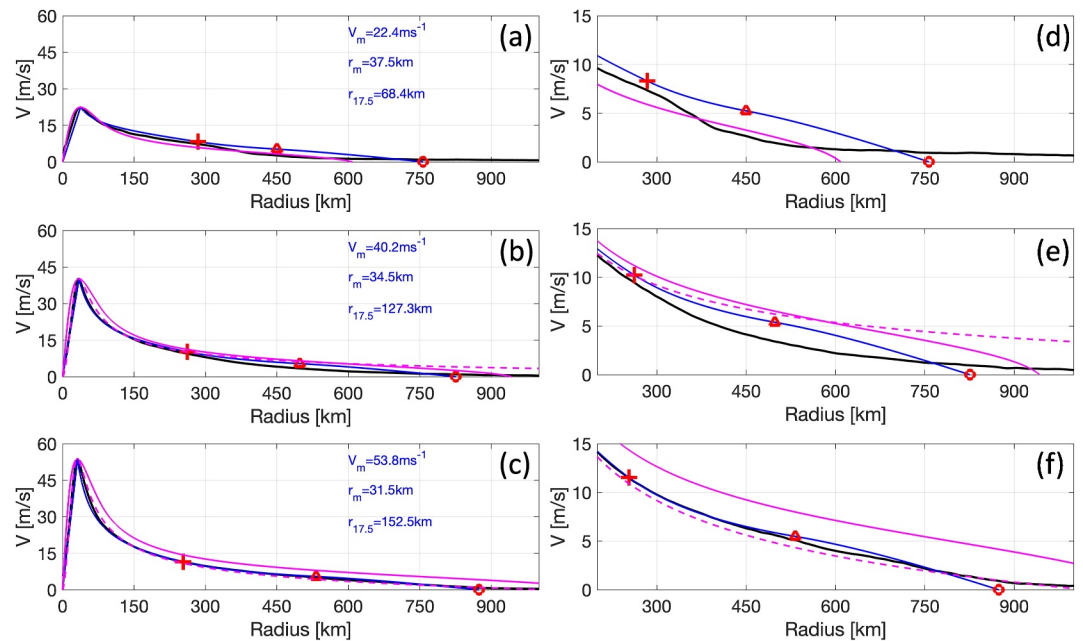 (a)
V_m=22.4ms^-1
r_m=37.5km
r_17.5=68.4km
V [m/s]
60
45
30
15
0
0 150 300 450 600 750 900
Radius [km]
(d)
V [m/s]
15
10
5
0
300 450 600 750 900
Radius [km]
(b)
V_m=40.2ms^-1
r_m=34.5km
r_17.5=127.3km
V [m/s]
60
45
30
15
0
0 150 300 450 600 750 900
Radius [km]
(e)
V [m/s]
15
10
5
0
300 450 600 750 900
Radius [km]
(c)
V_m=53.8ms^-1
r_m=31.5km
r_17.5=152.5km
V [m/s]
60
45
30
15
0
0 150 300 450 600 750 900
Radius [km]
(f)
V [m/s]
15
10
5
0
300 450 600 750 900
Radius [km]